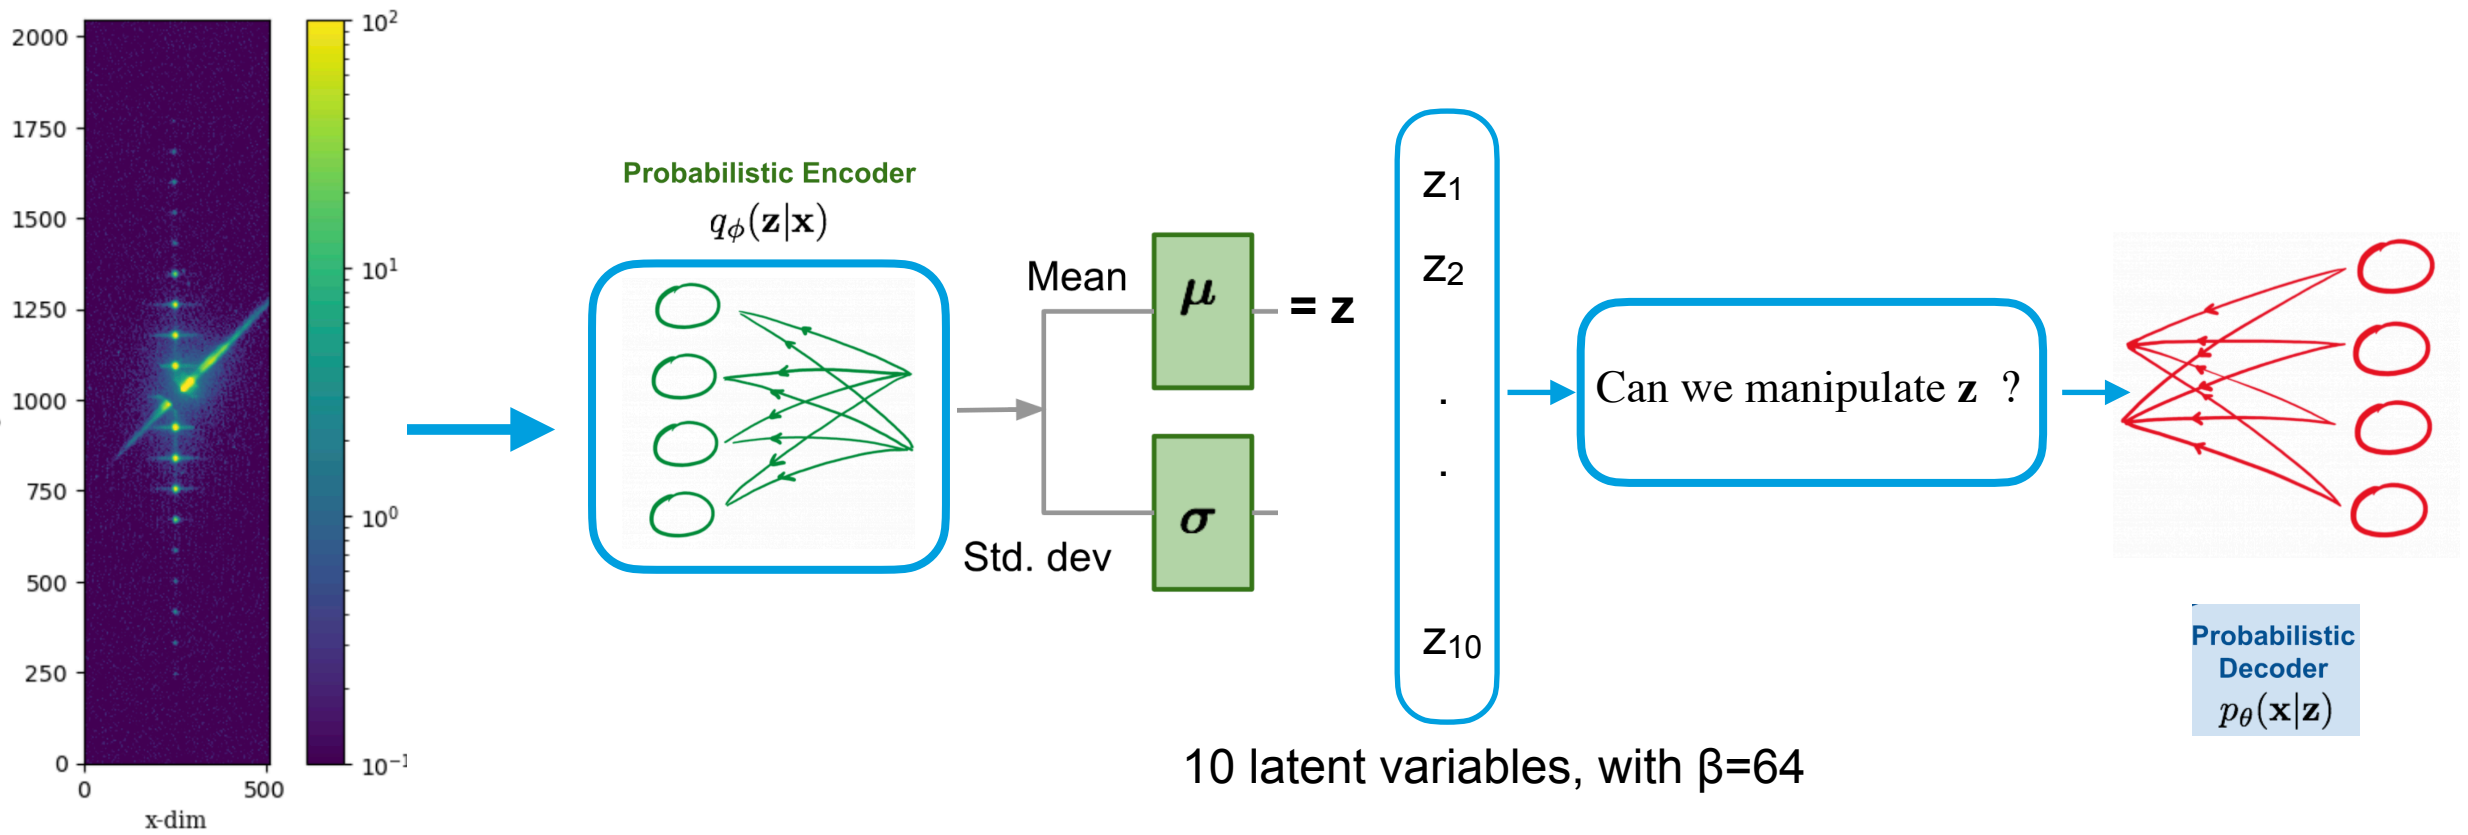 2000
1750
1500
1250
1000
750
500
250
0
0
500
x-dim
10²
10¹
10⁰
10⁻¹
Probabilistic Encoder
qϕ(z|x)
Mean
μ
Std. dev
σ
= z
z₁
z₂
.
.
z₁₀
10 latent variables, with β=64
Can we manipulate z ?
Probabilistic
Decoder
pθ(x|z)